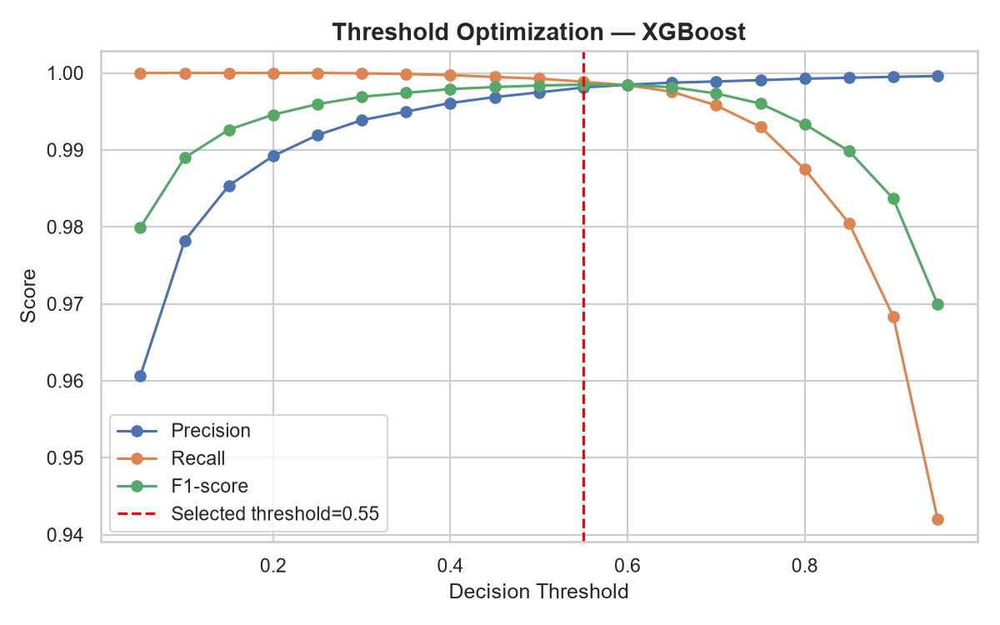 Threshold Optimization — XGBoost
Score
1.00
0.99
0.98
0.97
0.96
0.95
0.94
Precision
Recall
F1-score
Selected threshold=0.55
0.2 0.4 0.6 0.8
Decision Threshold